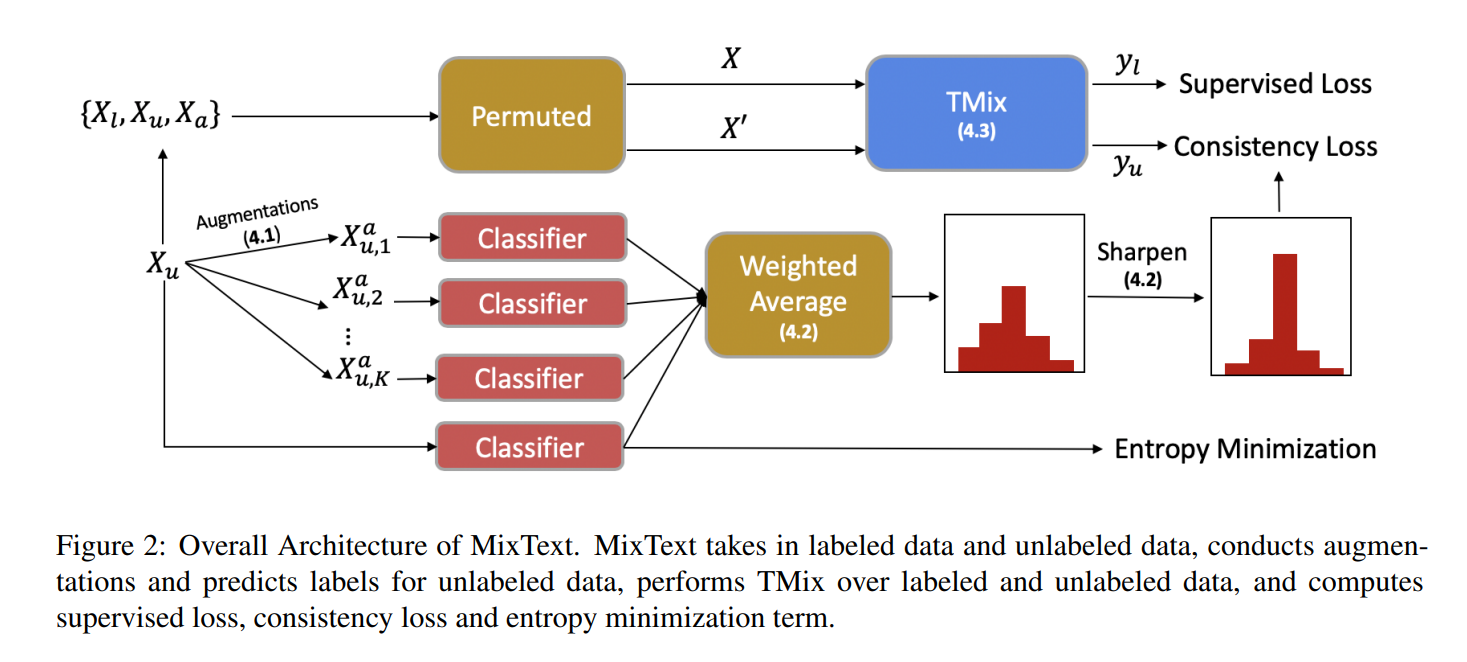 {X_l, X_u, X_a}
Permuted
X
X′
TMix
(4.3)
y_l
Supervised Loss
y_u
Consistency Loss
Augmentations
(4.1)
X_u
X^a_{u,1}
Classifier
X^a_{u,2}
Classifier
⋮
X^a_{u,K}
Classifier
Classifier
Weighted
Average
(4.2)
Sharpen
(4.2)
Entropy Minimization
Figure 2: Overall Architecture of MixText. MixText takes in labeled data and unlabeled data, conducts augmen-
tations and predicts labels for unlabeled data, performs TMix over labeled and unlabeled data, and computes
supervised loss, consistency loss and entropy minimization term.